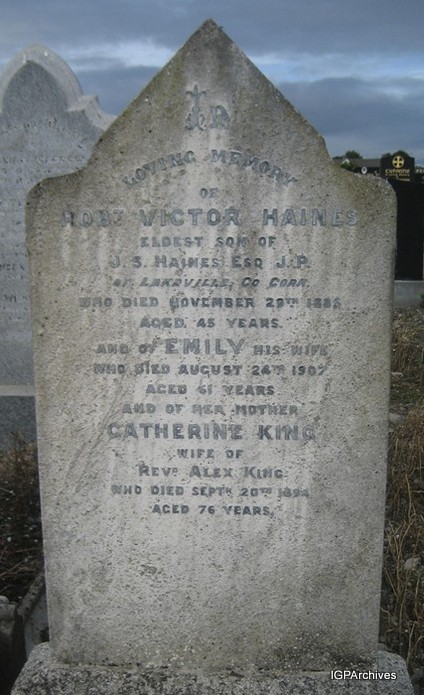 IN
LOVING MEMORY
OF
ROBT VICTOR HAINES
ELDEST SON OF
J. S. HAINES ESQ J.P.
OF LAKEVILLE, CO CORK.
WHO DIED NOVEMBER 29TH 1885
AGED 45 YEARS.
AND OF EMILY HIS WIFE
WHO DIED AUGUST 24TH 1907
AGED 61 YEARS
AND OF HER MOTHER
CATHERINE KING
WIFE OF
REVD ALEX KING
WHO DIED SEPTR 20TH 1894
AGED 76 YEARS.
IGPArchives